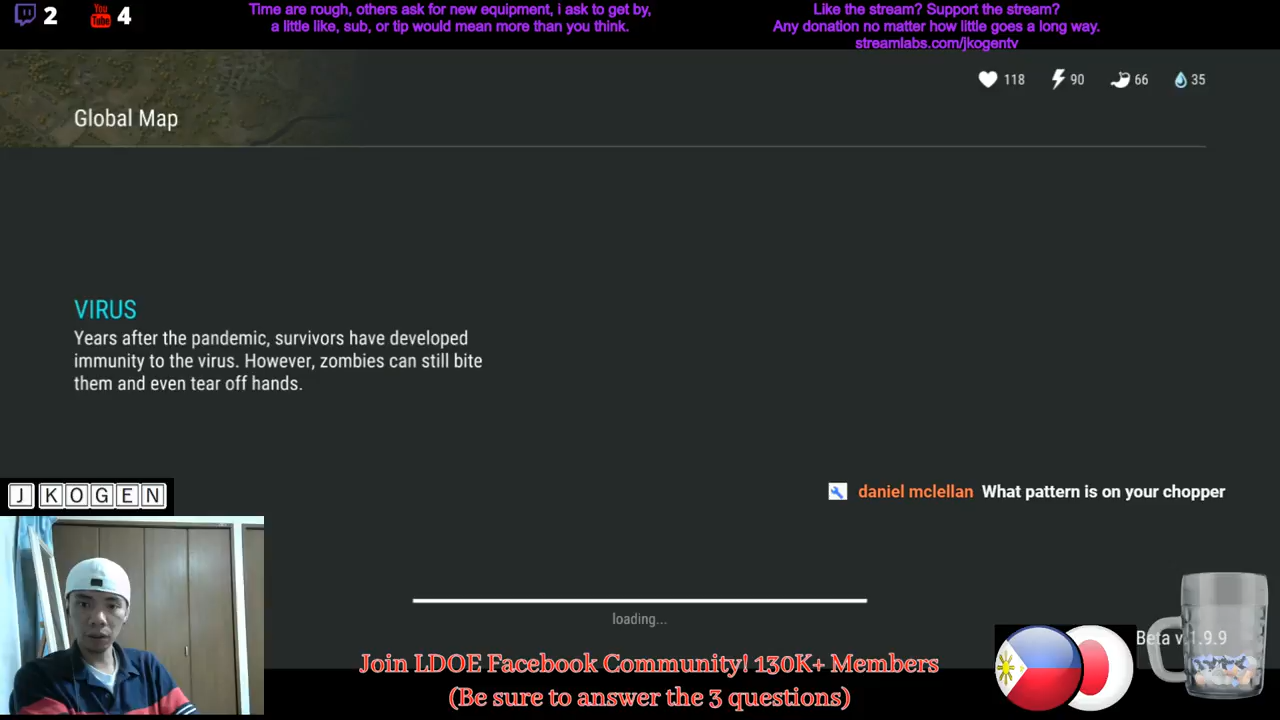 2
4
Time are rough, others ask for new equipment, i ask to get by,
a little like, sub, or tip would mean more than you think.
Like the stream? Support the stream?
Any donation no matter how little goes a long way.
streamlabs.com/jkogentv
118
90
66
35
Global Map
VIRUS
Years after the pandemic, survivors have developed
immunity to the virus. However, zombies can still bite
them and even tear off hands.
JKOGEN
daniel mclellan What pattern is on your chopper
loading...
Beta v.1.9.9
Join LDOE Facebook Community! 130K+ Members
(Be sure to answer the 3 questions)